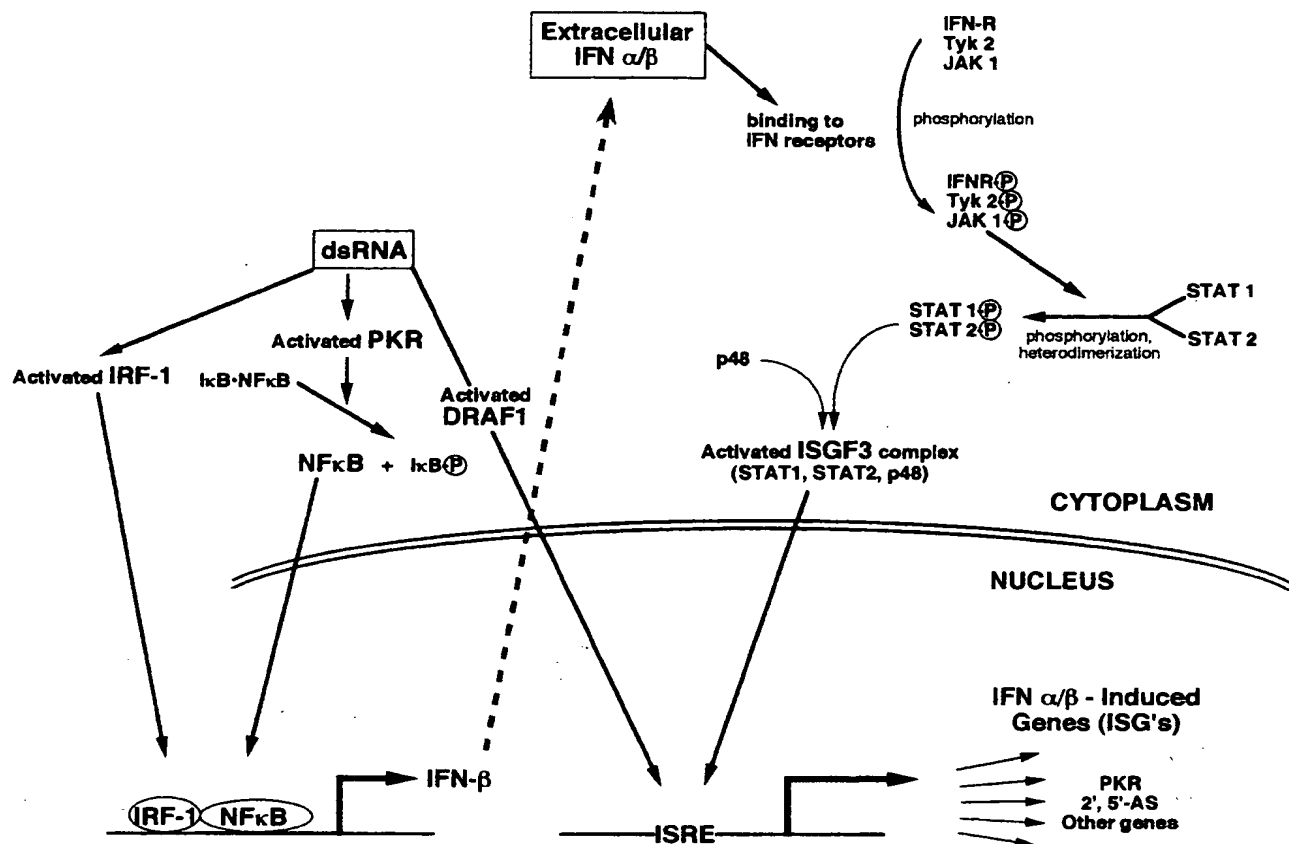 Extracellular
IFN α/β
IFN-R
Tyk 2
JAK 1
binding to
IFN receptors
phosphorylation
IFNR-Ⓟ
Tyk 2-Ⓟ
JAK 1-Ⓟ
dsRNA
STAT 1
STAT 2
STAT 1-Ⓟ
STAT 2-Ⓟ
phosphorylation,
heterodimerization
Activated PKR
p48
Activated IRF-1
IκB•NFκB
Activated
DRAF1
Activated ISGF3 complex
(STAT1, STAT2, p48)
NFκB + IκB-Ⓟ
CYTOPLASM
NUCLEUS
IFN α/β - Induced
Genes (ISG's)
IFN-β
PKR
2', 5'-AS
Other genes
IRF-1
NFκB
ISRE